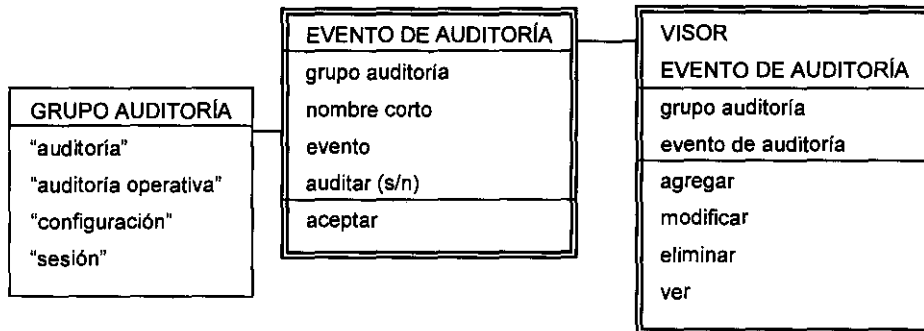 GRUPO AUDITORÍA
"auditoría"
"auditoría operativa"
"configuración"
"sesión"
EVENTO DE AUDITORÍA
grupo auditoría
nombre corto
evento
auditar (s/n)
aceptar
VISOR
EVENTO DE AUDITORÍA
grupo auditoría
evento de auditoría
agregar
modificar
eliminar
ver